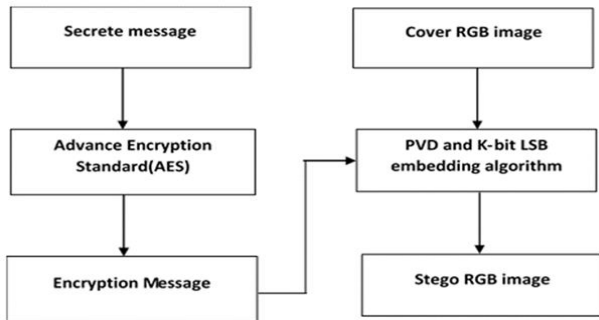 Secrete message
Cover RGB image
Advance Encryption
Standard(AES)
PVD and K-bit LSB
embedding algorithm
Encryption Message
Stego RGB image